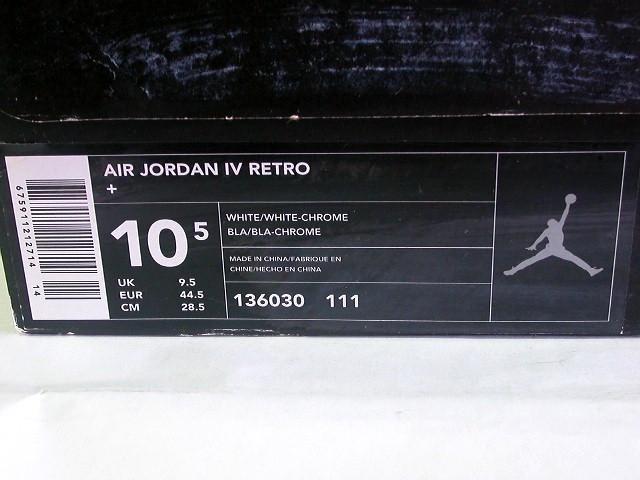 AIR JORDAN IV RETRO
+
10 5
UK 9.5
EUR 44.5
CM 28.5
WHITE/WHITE-CHROME
BLA/BLA-CHROME
MADE IN CHINA/FABRIQUE EN
CHINE/HECHO EN CHINA
136030 111
675911212714 14